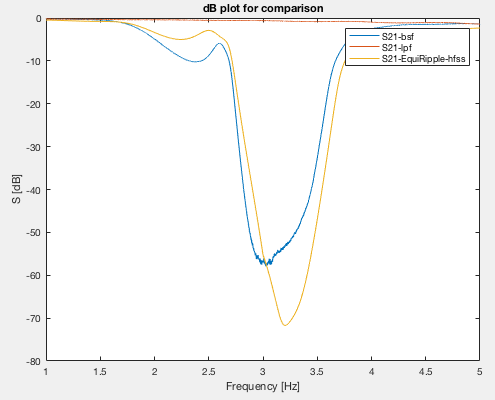 dB plot for comparison
S21-bsf
S21-lpf
S21-EquiRipple-hfss
0
-10
-20
-30
-40
-50
-60
-70
-80
S [dB]
1 1.5 2 2.5 3 3.5 4 4.5 5
Frequency [Hz]